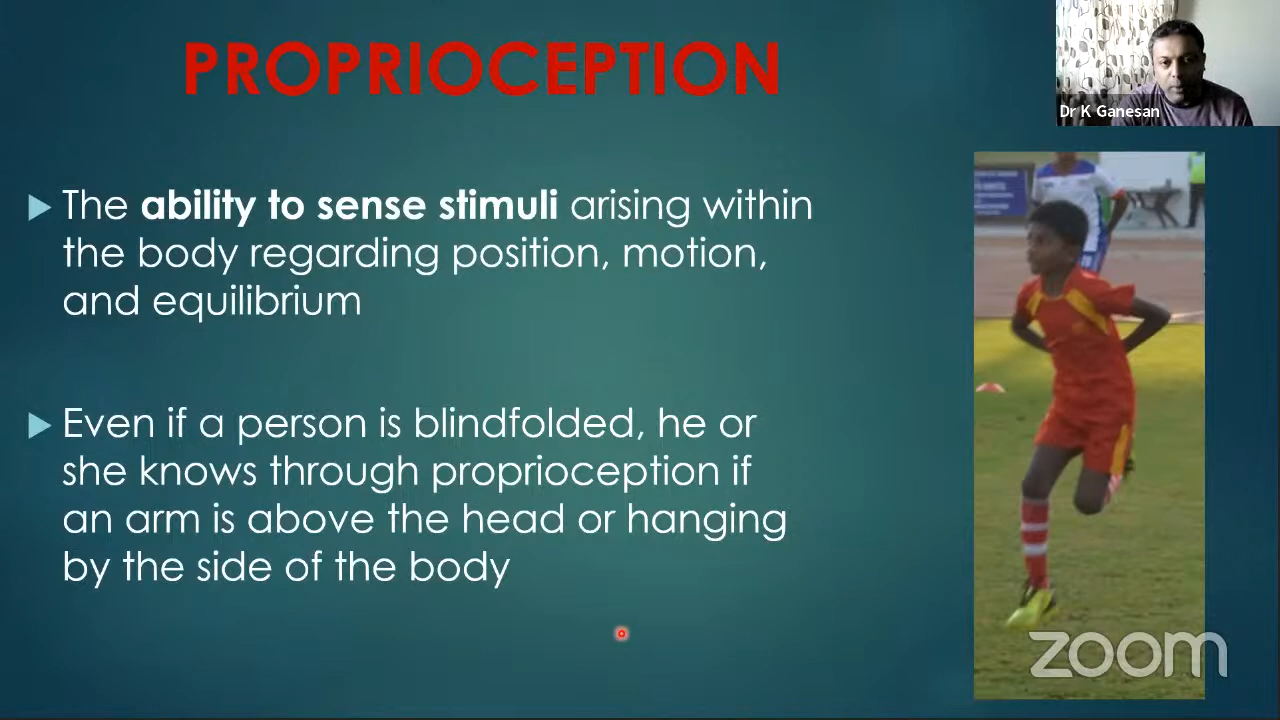 PROPRIOCEPTION
Dr K Ganesan
The ability to sense stimuli arising within
the body regarding position, motion,
and equilibrium
Even if a person is blindfolded, he or
she knows through proprioception if
an arm is above the head or hanging
by the side of the body
zoom